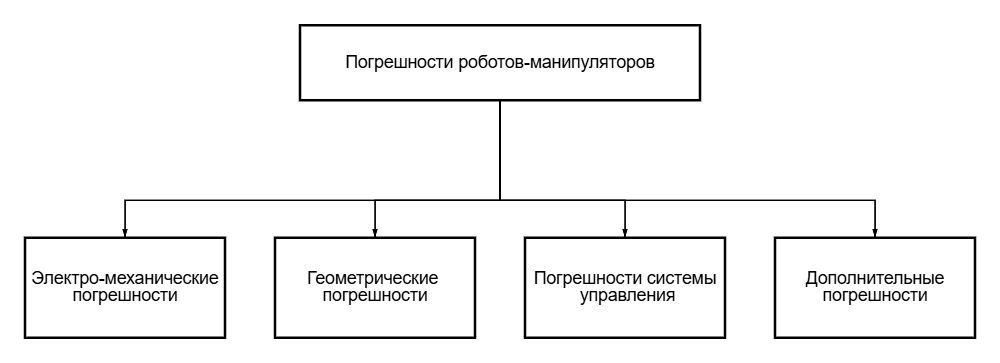 Погрешности роботов-манипуляторов
Электро-механические
погрешности
Геометрические
погрешности
Погрешности системы
управления
Дополнительные
погрешности